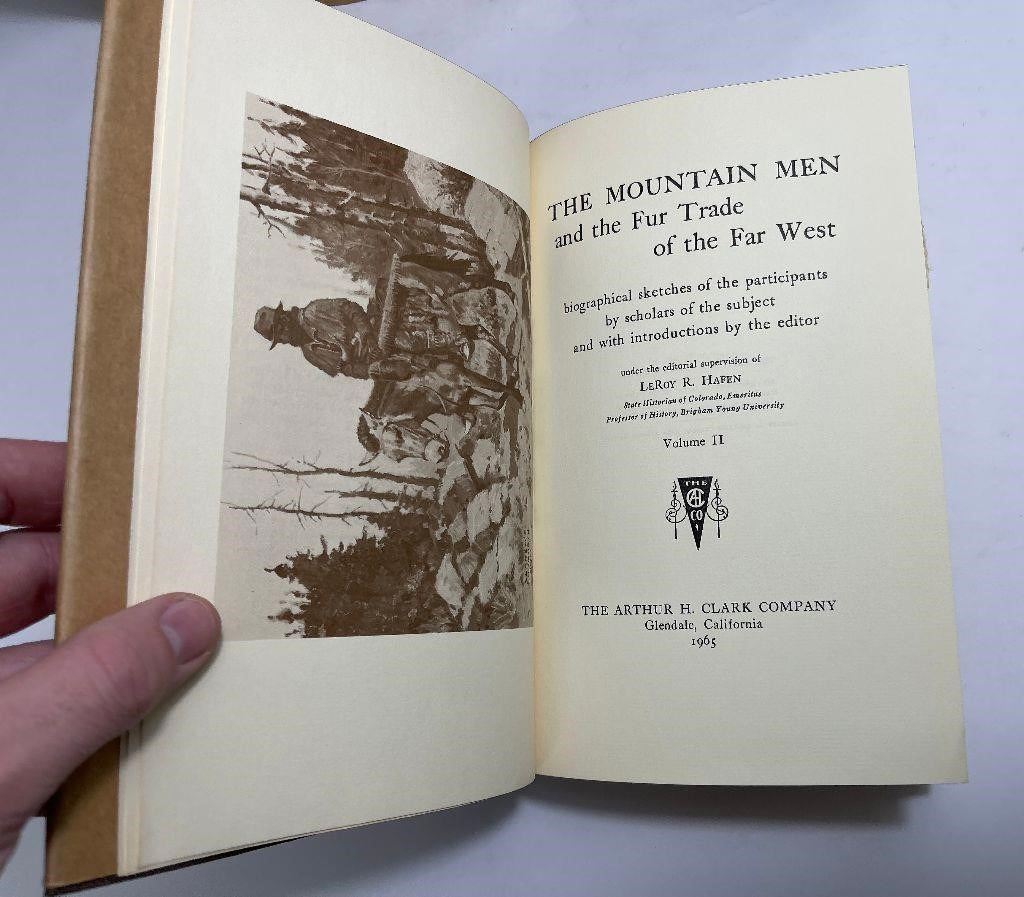 THE MOUNTAIN MEN
and the Fur Trade
of the Far West
biographical sketches of the participants
by scholars of the subject
and with introductions by the editor
under the editorial supervision of
LEROY R. HAFEN
State Historian of Colorado, Emeritus
Professor of History, Brigham Young University
Volume II
THE
AHC
CO
THE ARTHUR H. CLARK COMPANY
Glendale, California
1965